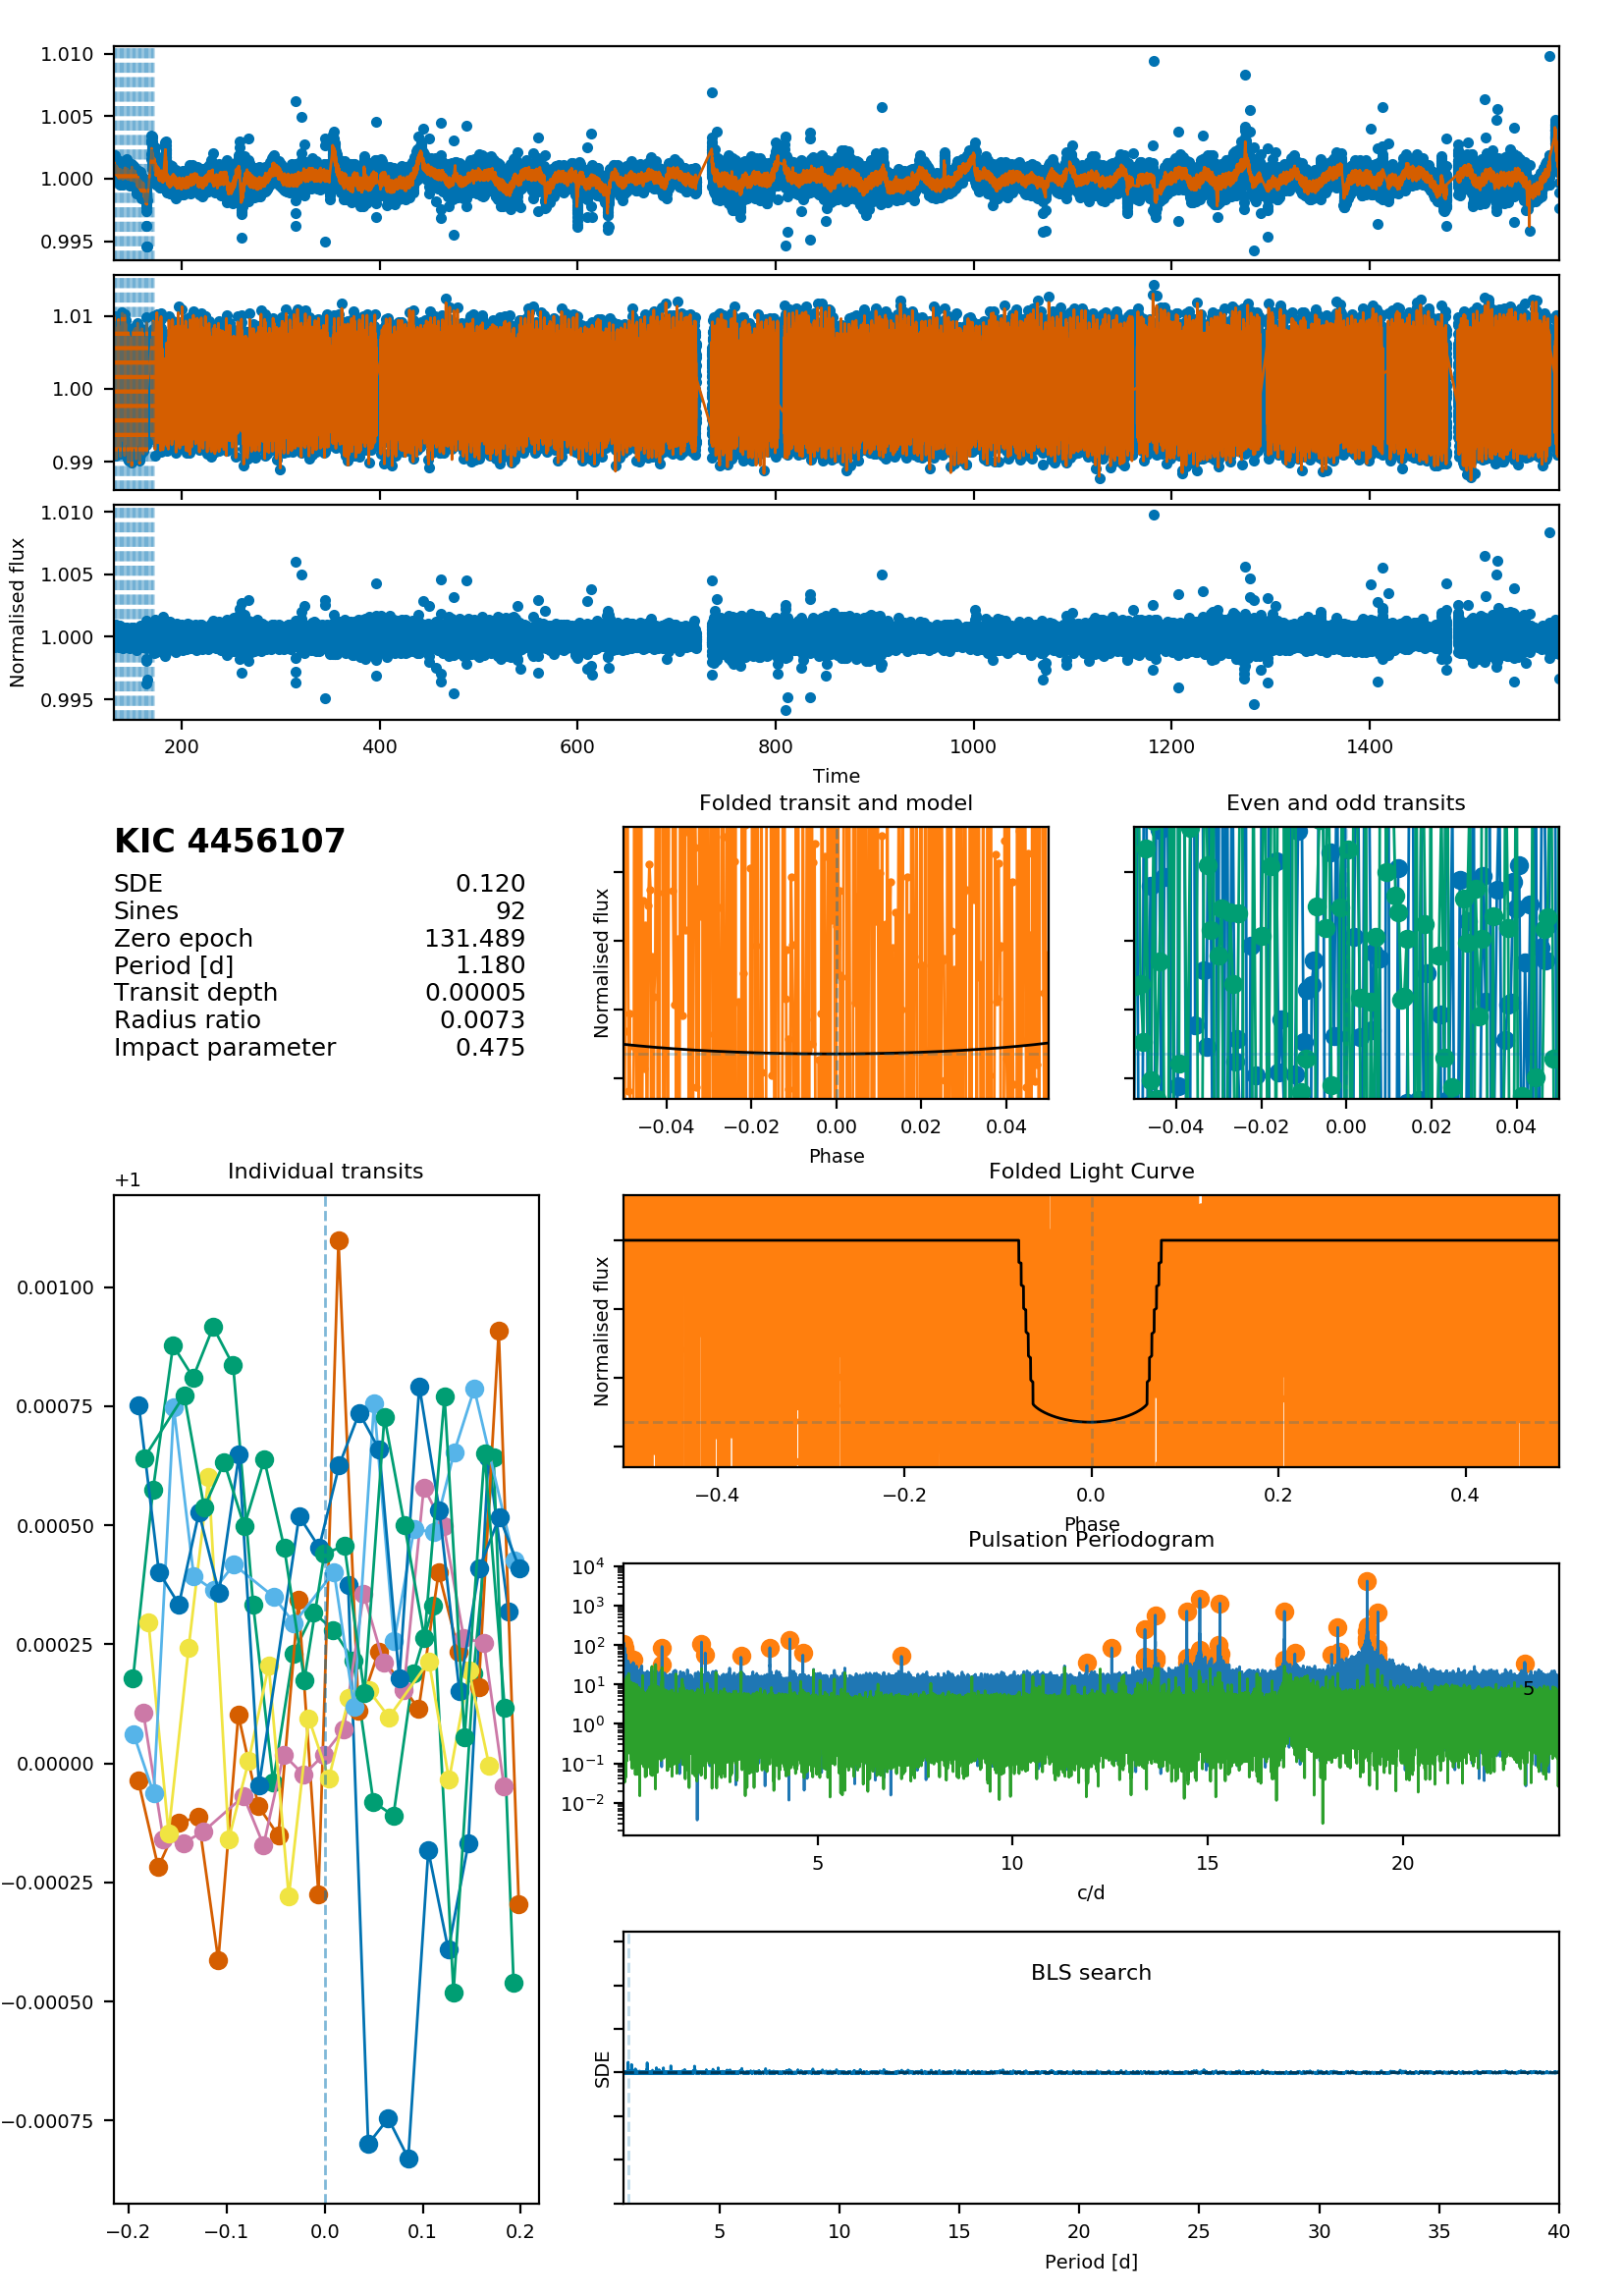 1.010
1.005
1.000
0.995
1.01
1.00
0.99
1.010
1.005
1.000
0.995
Normalised flux
200 400 600 800 1000 1200 1400
Time
KIC 4456107
SDE 0.120
Sines 92
Zero epoch 131.489
Period [d] 1.180
Transit depth 0.00005
Radius ratio 0.0073
Impact parameter 0.475
Folded transit and model
Normalised flux
−0.04 −0.02 0.00 0.02 0.04
Phase
Even and odd transits
−0.04 −0.02 0.00 0.02 0.04
Individual transits
+1
0.00100
0.00075
0.00050
0.00025
0.00000
−0.00025
−0.00050
−0.00075
−0.2 −0.1 0.0 0.1 0.2
Folded Light Curve
Normalised flux
−0.4 −0.2 0.0 0.2 0.4
Phase
Pulsation Periodogram
10^4
10^3
10^2
10^1
10^0
10^−1
10^−2
5
5 10 15 20
c/d
BLS search
SDE
5 10 15 20 25 30 35 40
Period [d]